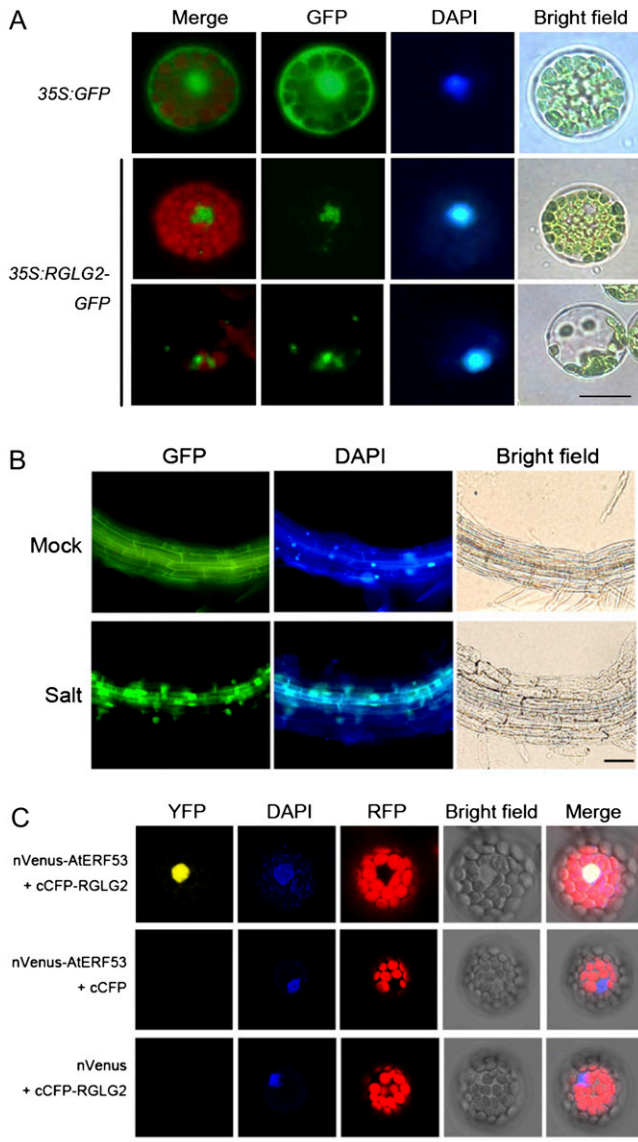 A
Merge GFP DAPI Bright field
35S:GFP
35S:RGLG2-
GFP
B
GFP DAPI Bright field
Mock
Salt
C
YFP DAPI RFP Bright field Merge
nVenus-AtERF53
+ cCFP-RGLG2
nVenus-AtERF53
+ cCFP
nVenus
+ cCFP-RGLG2